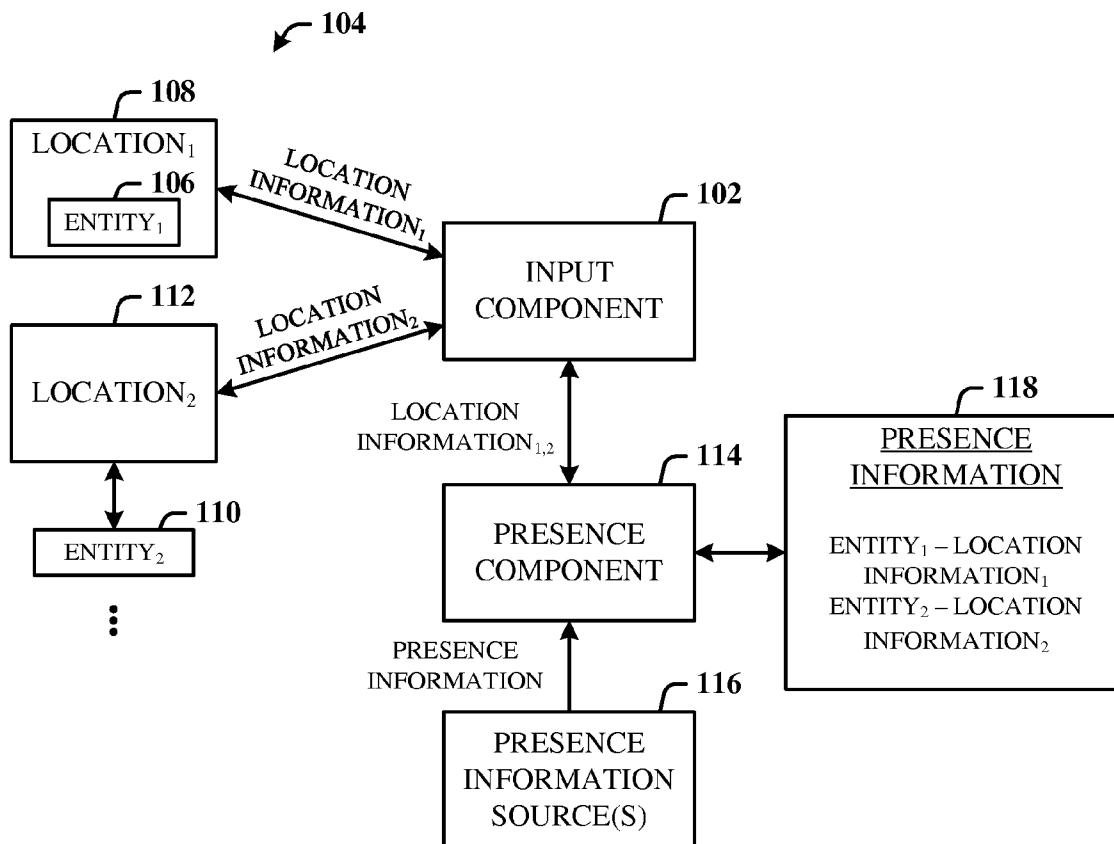 104
108
LOCATION₁
106
ENTITY₁
LOCATION
INFORMATION₁
102
INPUT
COMPONENT
112
LOCATION₂
LOCATION
INFORMATION₂
110
ENTITY₂
LOCATION
INFORMATION₁,₂
114
PRESENCE
COMPONENT
118
PRESENCE
INFORMATION
ENTITY₁ – LOCATION
INFORMATION₁
ENTITY₂ – LOCATION
INFORMATION₂
PRESENCE
INFORMATION
116
PRESENCE
INFORMATION
SOURCE(S)